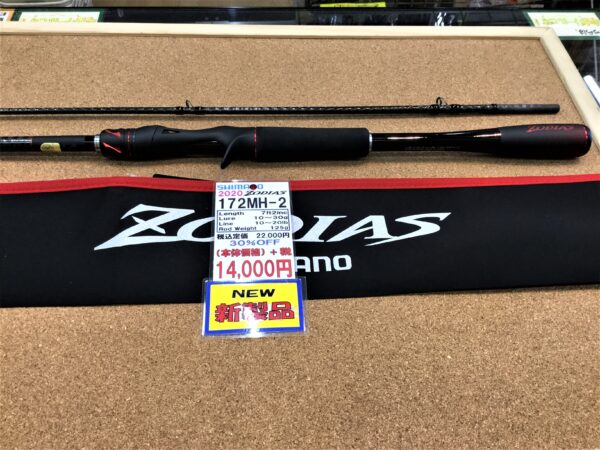 ZODIAS
ZODIAS
SHIMANO
2020 ZODIAS
172MH-2
Length 7ft2inc
Lure 10～30g
Line 10～20lb
Rod Weight 125g
税込定価 22,000円
30%OFF
(本体価格)+税
14,000円
NEW
新製品
ANO